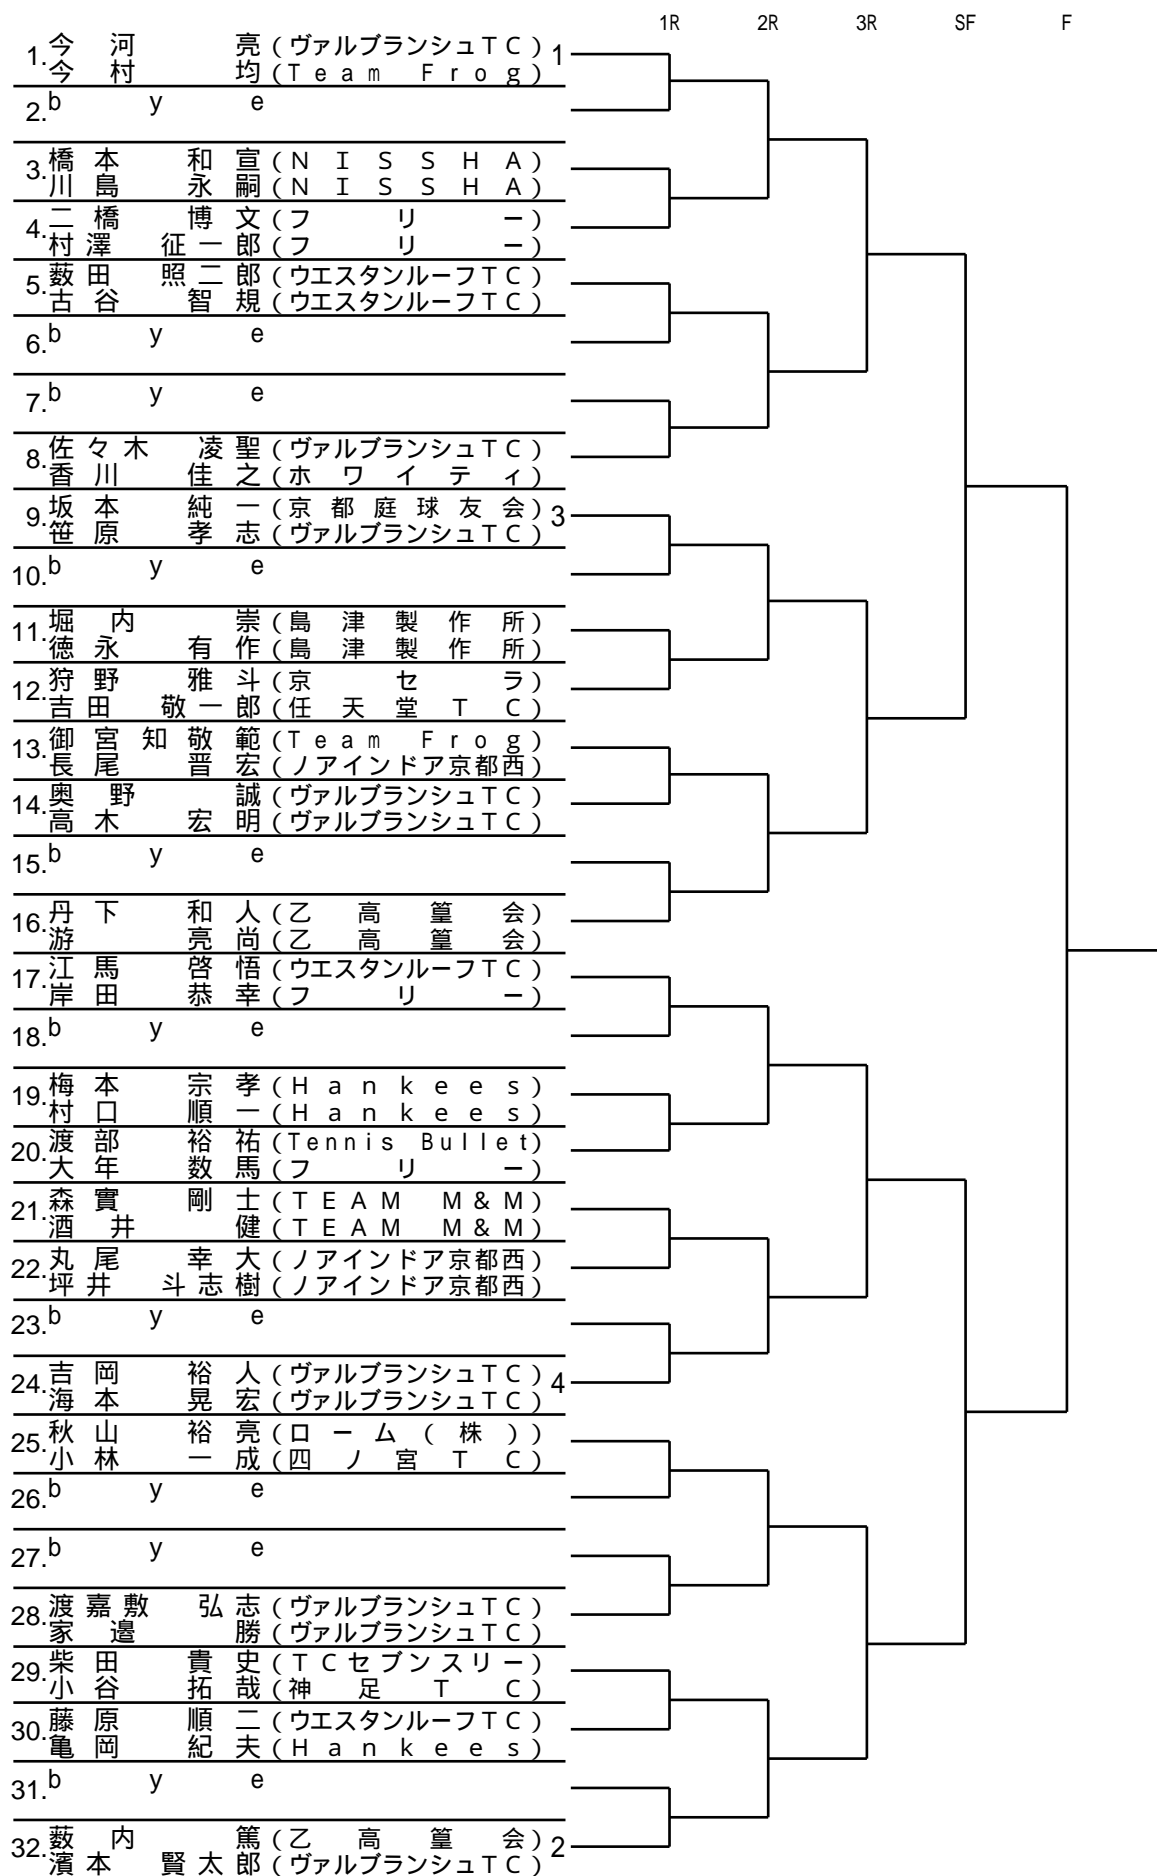 1R 2R 3R SF F
1. 今河 亮 (ヴァルブランシュTC) 1
今村 均 (Team Frog)
2. bye
3. 橋本 和宣 (NISSHA)
川島 永嗣 (NISSHA)
4. 二橋 博文 (フリー)
村澤 征一郎 (フリー)
5. 薮田 照二郎 (ウエスタンルーフTC)
古谷 智規 (ウエスタンルーフTC)
6. bye
7. bye
8. 佐々木 凌聖 (ヴァルブランシュTC)
香川 佳之 (ホワイティ)
9. 坂本 純一 (京都庭球友会) 3
笹原 孝志 (ヴァルブランシュTC)
10. bye
11. 堀内 崇 (島津製作所)
徳永 有作 (島津製作所)
12. 狩野 雅斗 (京セラ)
吉田 敬一郎 (任天堂TC)
13. 御宮知敬範 (Team Frog)
長尾 晋宏 (ノアインドア京都西)
14. 奥野 誠 (ヴァルブランシュTC)
高木 宏明 (ヴァルブランシュTC)
15. bye
16. 丹下 和人 (乙高篁会)
游 亮尚 (乙高篁会)
17. 江馬 啓悟 (ウエスタンルーフTC)
岸田 恭幸 (フリー)
18. bye
19. 梅本 宗孝 (Hankees)
村口 順一 (Hankees)
20. 渡部 裕祐 (Tennis Bullet)
大年 数馬 (フリー)
21. 森實 剛士 (TEAM M&M)
酒井 健 (TEAM M&M)
22. 丸尾 幸大 (ノアインドア京都西)
坪井 斗志樹 (ノアインドア京都西)
23. bye
24. 吉岡 裕人 (ヴァルブランシュTC) 4
海本 晃宏 (ヴァルブランシュTC)
25. 秋山 裕亮 (ローム(株))
小林 一成 (四ノ宮TC)
26. bye
27. bye
28. 渡嘉敷 弘志 (ヴァルブランシュTC)
家邉 勝 (ヴァルブランシュTC)
29. 柴田 貴史 (TCセブンスリー)
小谷 拓哉 (神足TC)
30. 藤原 順二 (ウエスタンルーフTC)
亀岡 紀夫 (Hankees)
31. bye
32. 薮内 篤 (乙高篁会) 2
濱本 賢太郎 (ヴァルブランシュTC)